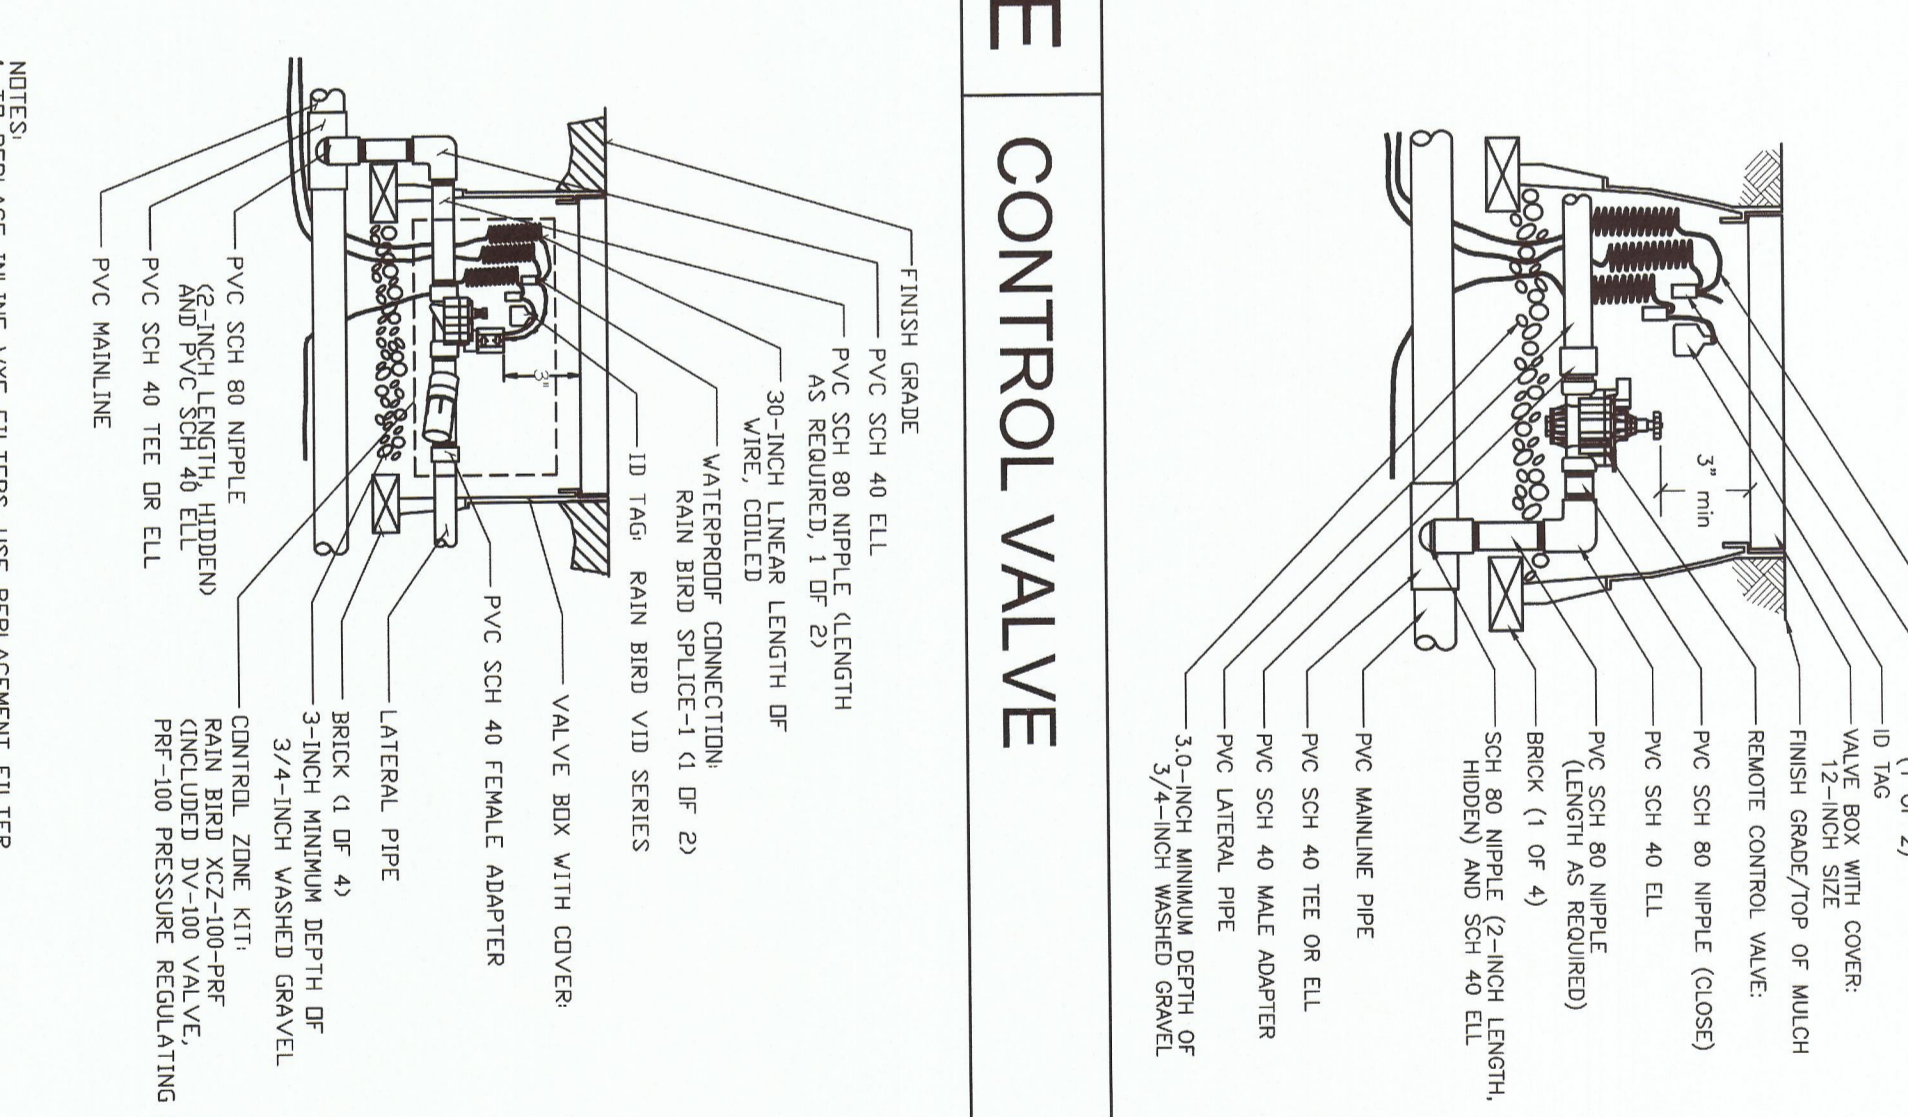 ID TAG
VALVE BOX WITH COVER:
12-INCH SIZE
FINISH GRADE/TOP OF MULCH
REMOTE CONTROL VALVE:
PVC SCH 80 NIPPLE (CLOSE)
PVC SCH 40 ELL
PVC SCH 80 NIPPLE
(LENGTH AS REQUIRED)
BRICK (1 OF 4)
SCH 80 NIPPLE (2-INCH LENGTH,
HIDDEN) AND SCH 40 ELL
PVC MAINLINE PIPE
PVC SCH 40 TEE OR ELL
PVC SCH 40 MALE ADAPTER
PVC LATERAL PIPE
3.0-INCH MINIMUM DEPTH OF
3/4-INCH WASHED GRAVEL
3" min
E
CONTROL VALVE
FINISH GRADE
PVC SCH 40 ELL
PVC SCH 80 NIPPLE (LENGTH
AS REQUIRED, 1 OF 2)
30-INCH LINEAR LENGTH OF
WIRE, COILED
WATERPROOF CONNECTION:
RAIN BIRD SPLICE-1 (1 OF 2)
ID TAG: RAIN BIRD VID SERIES
3"
VALVE BOX WITH COVER:
PVC SCH 40 FEMALE ADAPTER
LATERAL PIPE
BRICK (1 OF 4)
3-INCH MINIMUM DEPTH OF
3/4-INCH WASHED GRAVEL
CONTROL ZONE KIT:
RAIN BIRD XCZ-100-PRF
(INCLUDED DV-100 VALVE,
PRF-100 PRESSURE REGULATING
PVC SCH 80 NIPPLE
(2-INCH LENGTH, HIDDEN)
AND PVC SCH 40 ELL
PVC SCH 40 TEE OR ELL
PVC MAINLINE
NOTES:
TO REPLACE INLINE WYE FILTERS, USE REPLACEMENT FILTER